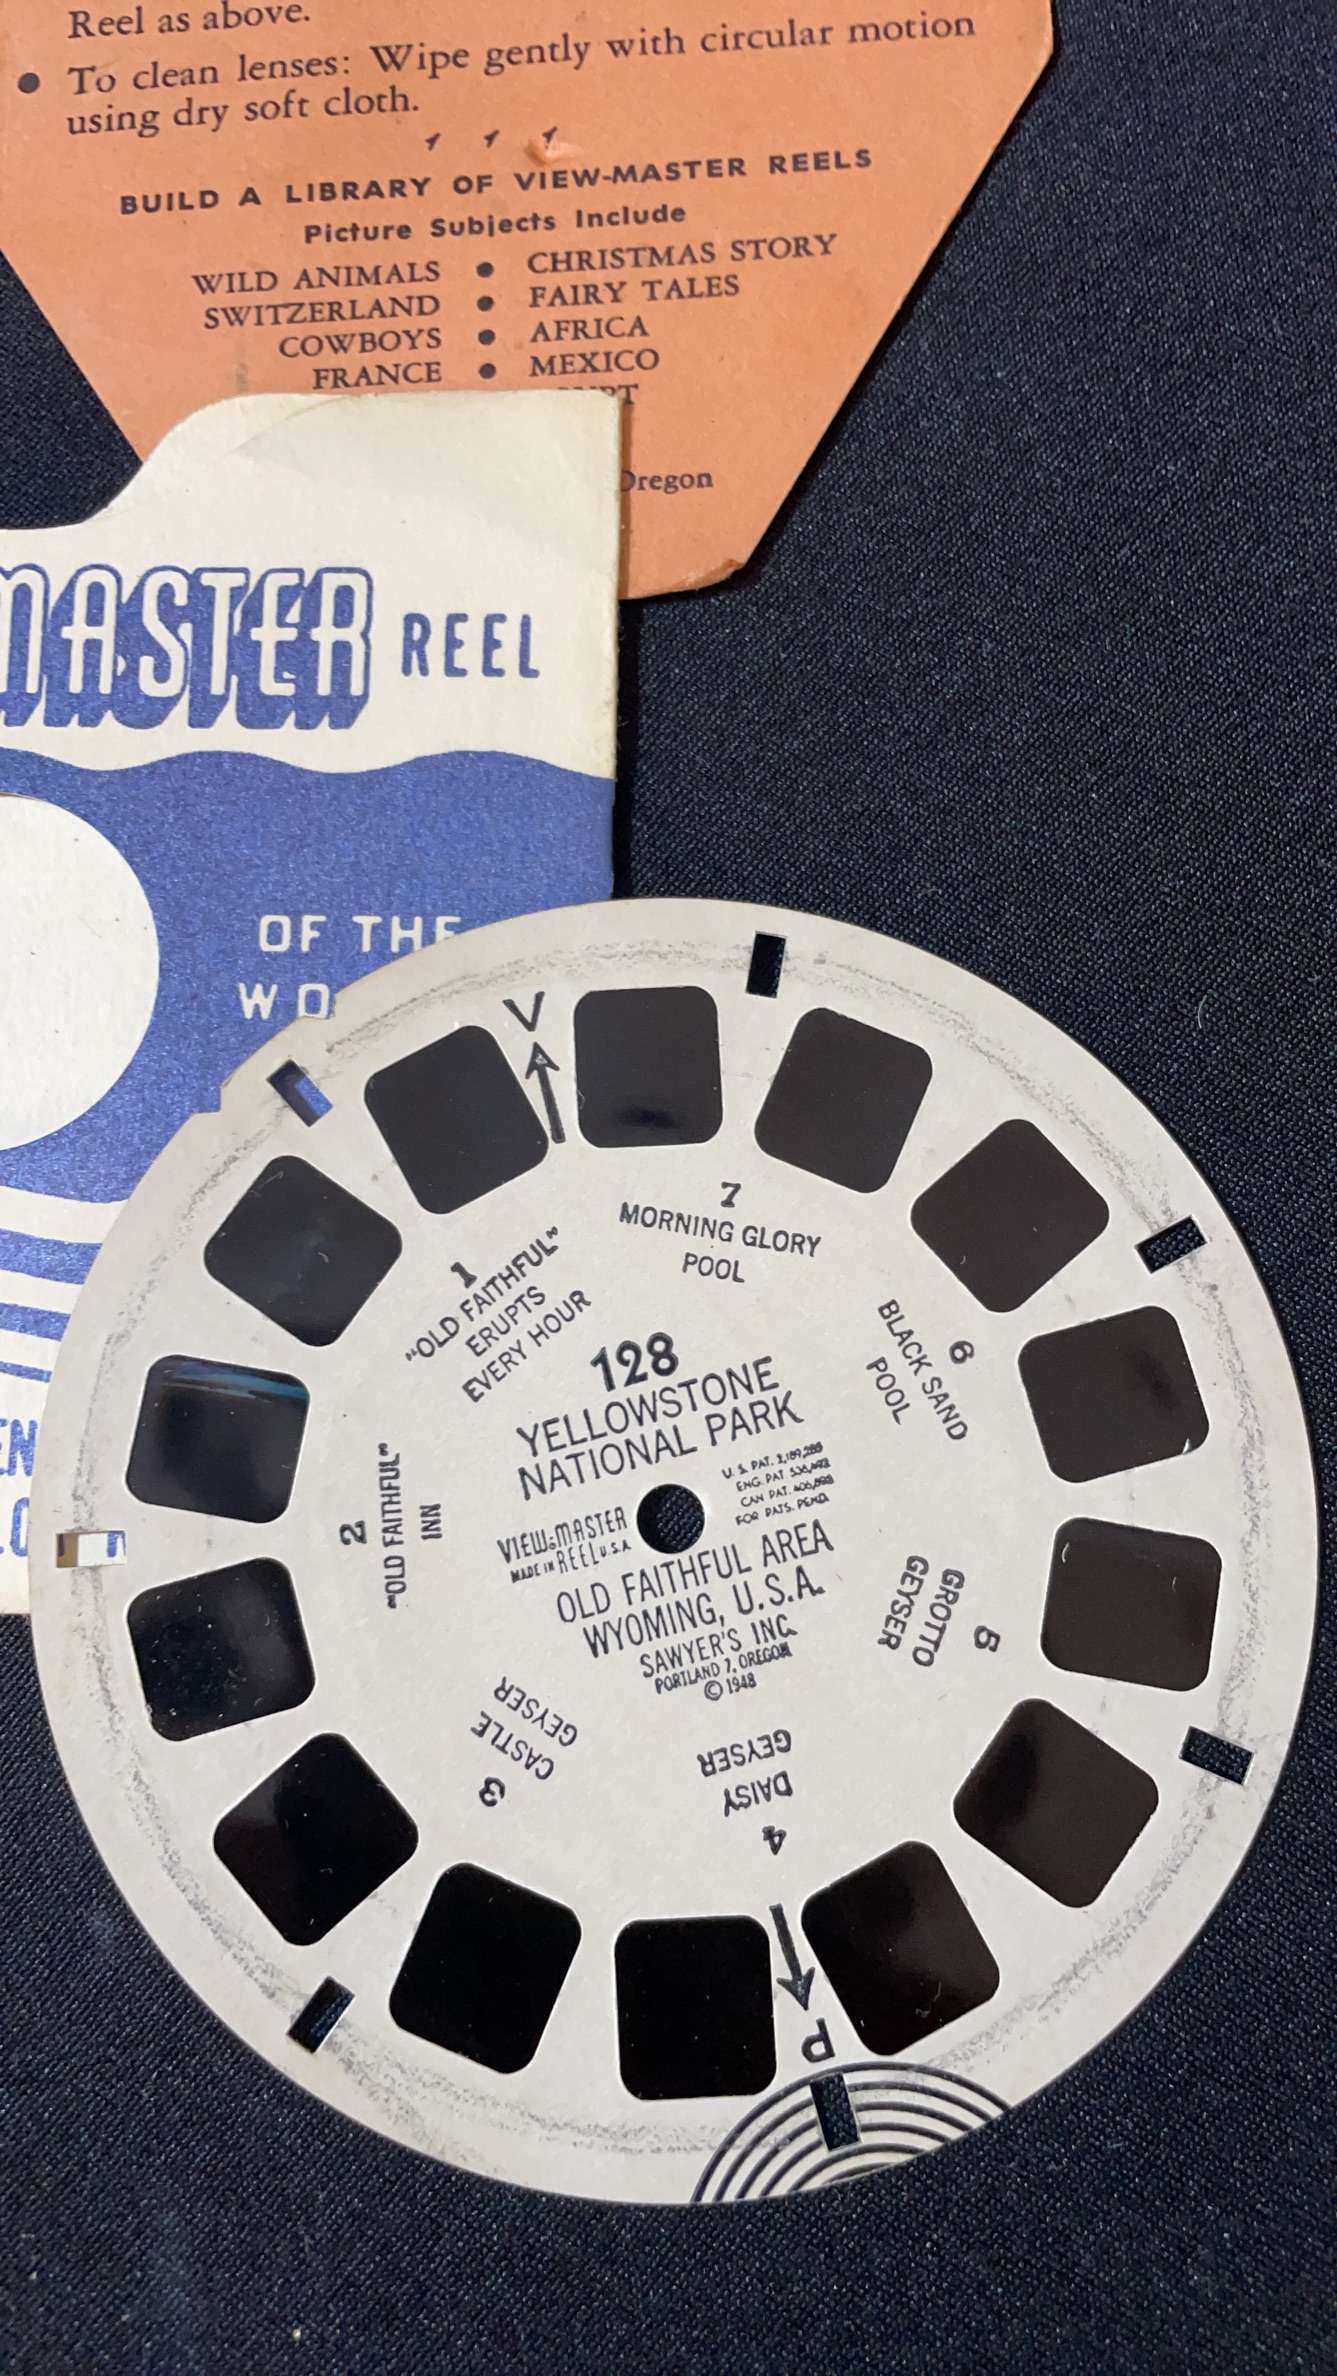 Reel as above.
● To clean lenses: Wipe gently with circular motion
using dry soft cloth.
BUILD A LIBRARY OF VIEW-MASTER REELS
Picture Subjects Include
WILD ANIMALS ● CHRISTMAS STORY
SWITZERLAND ● FAIRY TALES
COWBOYS ● AFRICA
FRANCE ● MEXICO
Oregon
MASTER REEL
OF THE
V
1
"OLD FAITHFUL"
ERUPTS
EVERY HOUR
2
"OLD FAITHFUL"
INN
3
CASTLE
GEYSER
4
DAISY
GEYSER
5
GROTTO
GEYSER
6
BLACK SAND
POOL
7
MORNING GLORY
POOL
128
YELLOWSTONE
NATIONAL PARK
U.S. PAT. 2,189,285
ENG. PAT.
CAN PAT.
FOR PATS. PEND.
VIEW-MASTER
MADE IN REEL U.S.A.
OLD FAITHFUL AREA
WYOMING, U.S.A.
SAWYER'S INC.
PORTLAND 7, OREGON
© 1948
P